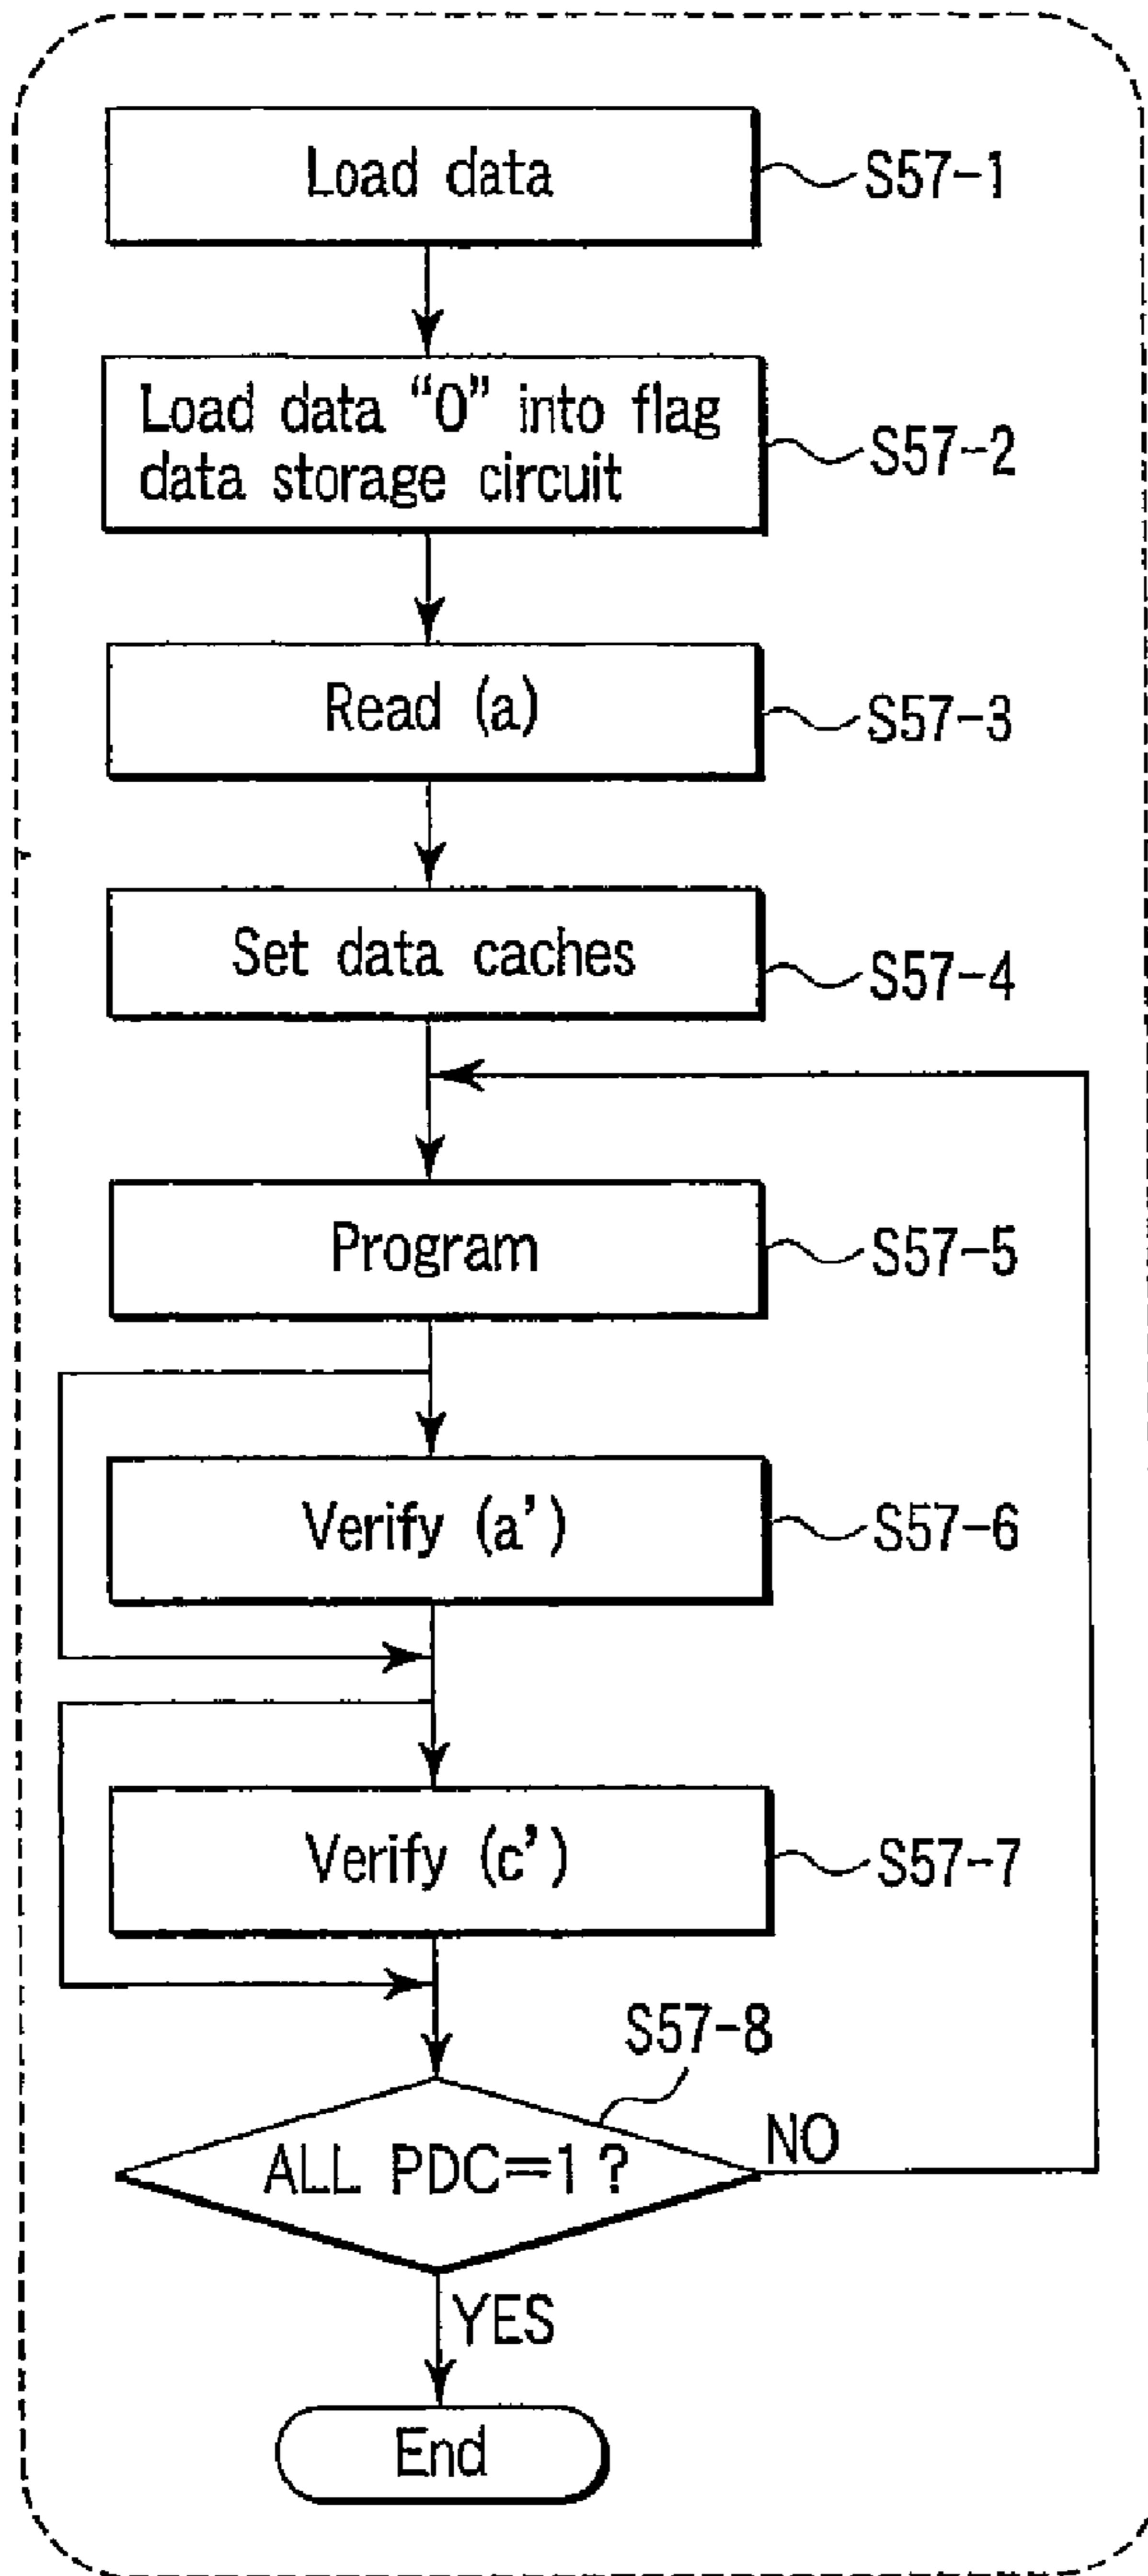 Load data
S57-1
Load data “0” into flag
data storage circuit
S57-2
Read (a)
S57-3
Set data caches
S57-4
Program
S57-5
Verify (a’)
S57-6
Verify (c’)
S57-7
S57-8
ALL PDC=1 ?
NO
YES
End